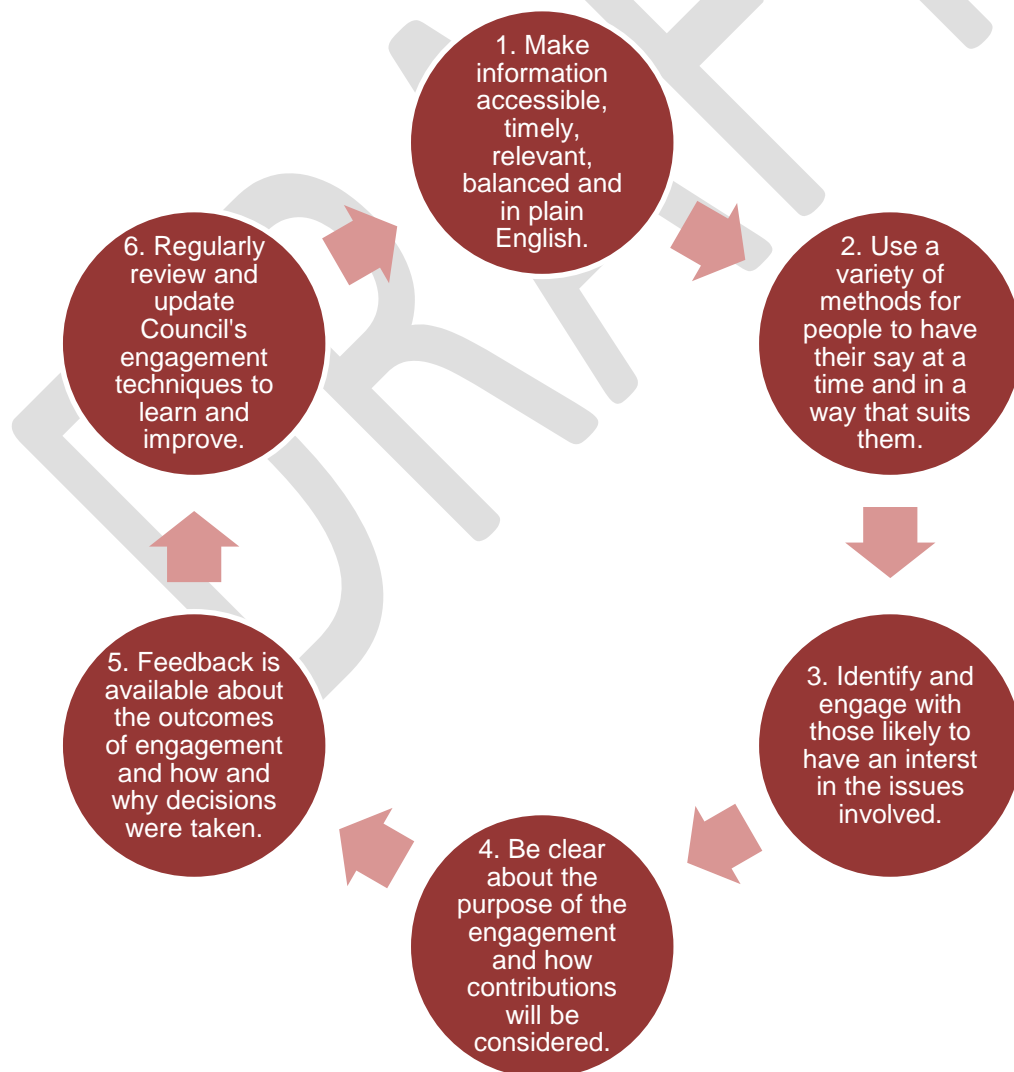 1. Make
information
accessible,
timely,
relevant,
balanced and
in plain
English.
2. Use a
variety of
methods for
people to have
their say at a
time and in a
way that suits
them.
3. Identify and
engage with
those likely to
have an interst
in the issues
involved.
4. Be clear
about the
purpose of the
engagement
and how
contributions
will be
considered.
5. Feedback is
available about
the outcomes
of engagement
and how and
why decisions
were taken.
6. Regularly
review and
update
Council's
engagement
techniques to
learn and
improve.
DRAFT